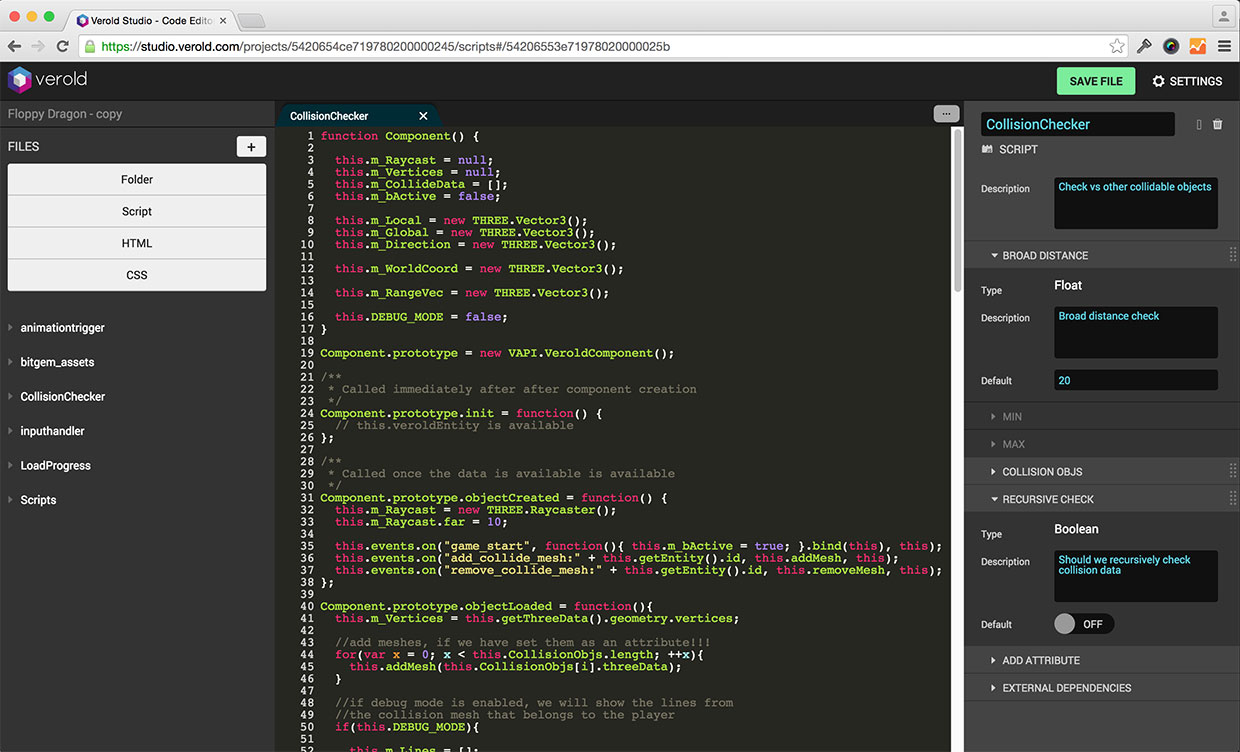 Verold Studio - Code Edito
https://studio.verold.com/projects/5420654ce719780200000245/scripts#/54206553e71978020000025b
verold
SAVE FILE
SETTINGS
Floppy Dragon - copy
FILES
+
Folder
Script
HTML
CSS
animationtrigger
bitgem_assets
CollisionChecker
inputhandler
LoadProgress
Scripts
CollisionChecker
...
1 function Component() {
2
3 this.m_Raycast = null;
4 this.m_Vertices = null;
5 this.m_CollideData = [];
6 this.m_bActive = false;
7
8 this.m_Local = new THREE.Vector3();
9 this.m_Global = new THREE.Vector3();
10 this.m_Direction = new THREE.Vector3();
11
12 this.m_WorldCoord = new THREE.Vector3();
13
14 this.m_RangeVec = new THREE.Vector3();
15
16 this.DEBUG_MODE = false;
17 }
18
19 Component.prototype = new VAPI.VeroldComponent();
20
21 /**
22 * Called immediately after after component creation
23 */
24 Component.prototype.init = function() {
25 // this.veroldEntity is available
26 };
27
28 /**
29 * Called once the data is available is available
30 */
31 Component.prototype.objectCreated = function() {
32 this.m_Raycast = new THREE.Raycaster();
33 this.m_Raycast.far = 10;
34
35 this.events.on("game_start", function(){ this.m_bActive = true; }.bind(this), this);
36 this.events.on("add_collide_mesh:" + this.getEntity().id, this.addMesh, this);
37 this.events.on("remove_collide_mesh:" + this.getEntity().id, this.removeMesh, this);
38 };
39
40 Component.prototype.objectLoaded = function(){
41 this.m_Vertices = this.getThreeData().geometry.vertices;
42
43 //add meshes, if we have set them as an attribute!!!
44 for(var x = 0; x < this.CollisionObjs.length; ++x){
45 this.addMesh(this.CollisionObjs[i].threeData);
46 }
47
48 //if debug mode is enabled, we will show the lines from
49 //the collision mesh that belongs to the player
50 if(this.DEBUG_MODE){
51
52 this.m_Lines = [];
CollisionChecker
SCRIPT
Description
Check vs other collidable objects
BROAD DISTANCE
Type
Float
Description
Broad distance check
Default
20
MIN
MAX
COLLISION OBJS
RECURSIVE CHECK
Type
Boolean
Description
Should we recursively check
collision data
Default
OFF
ADD ATTRIBUTE
EXTERNAL DEPENDENCIES